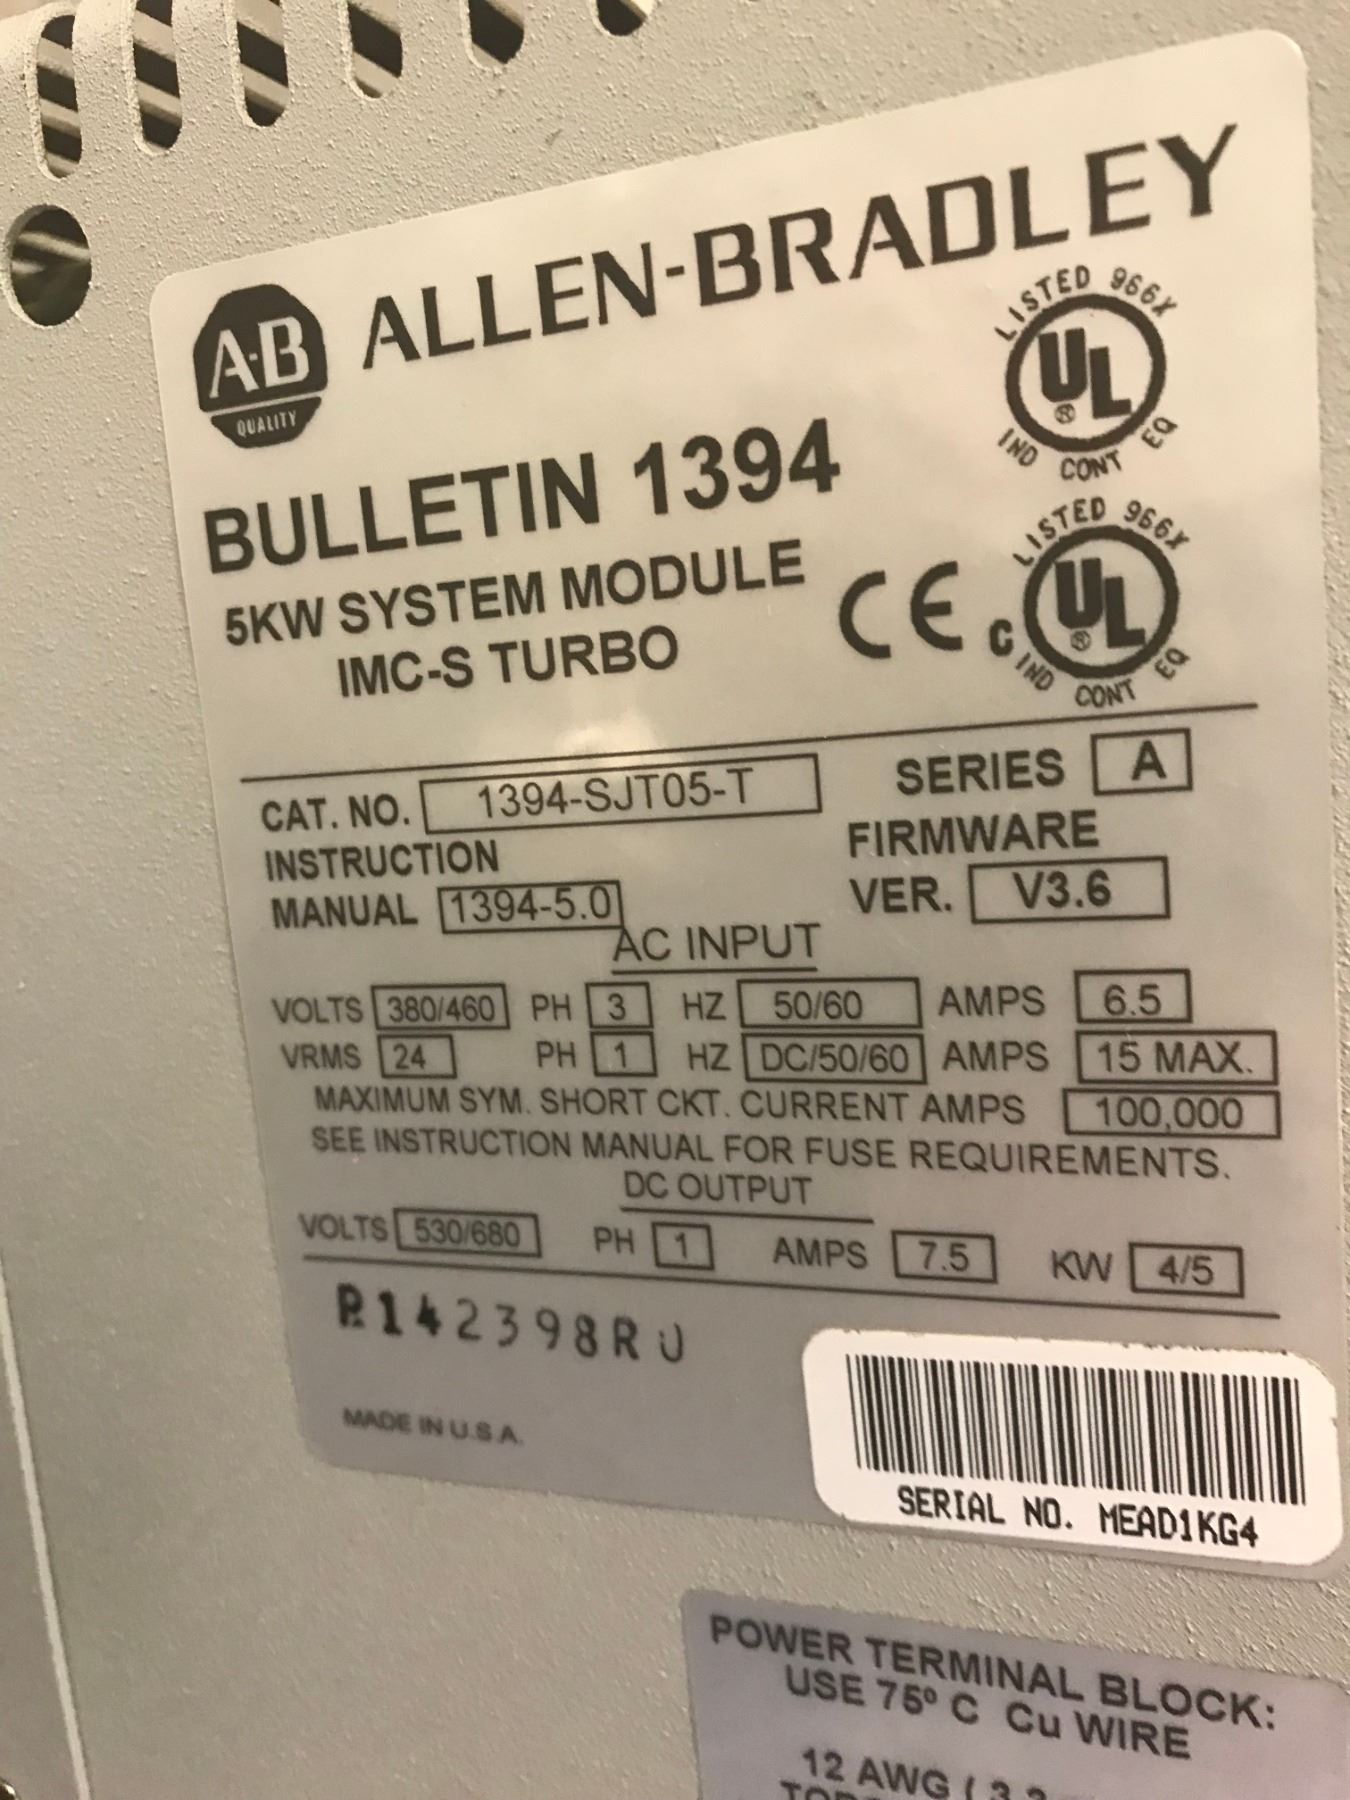 A·B
QUALITY
ALLEN-BRADLEY
LISTED 966X
UL
®
IND CONT EQ
BULLETIN 1394
5KW SYSTEM MODULE
IMC-S TURBO
CE
LISTED 966X
C UL
®
IND CONT EQ
CAT. NO. 1394-SJT05-T SERIES A
INSTRUCTION MANUAL 1394-5.0
FIRMWARE VER. V3.6
AC INPUT
VOLTS 380/460 PH 3 HZ 50/60 AMPS 6.5
VRMS 24 PH 1 HZ DC/50/60 AMPS 15 MAX.
MAXIMUM SYM. SHORT CKT. CURRENT AMPS 100,000
SEE INSTRUCTION MANUAL FOR FUSE REQUIREMENTS.
DC OUTPUT
VOLTS 530/680 PH 1 AMPS 7.5 KW 4/5
MADE IN U.S.A.
SERIAL NO. MEAD1KG4
POWER TERMINAL BLOCK:
USE 75º C Cu WIRE
12 AWG (